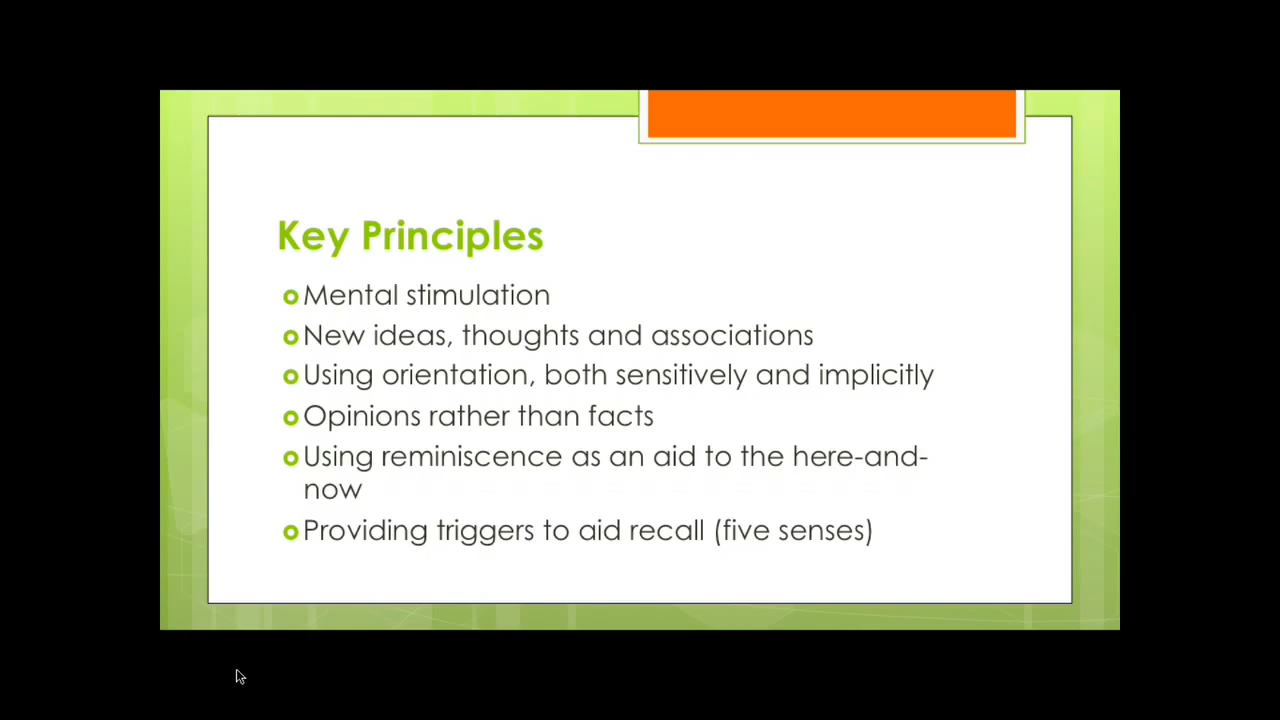 Key Principles
Mental stimulation
New ideas, thoughts and associations
Using orientation, both sensitively and implicitly
Opinions rather than facts
Using reminiscence as an aid to the here-and-
now
Providing triggers to aid recall (five senses)